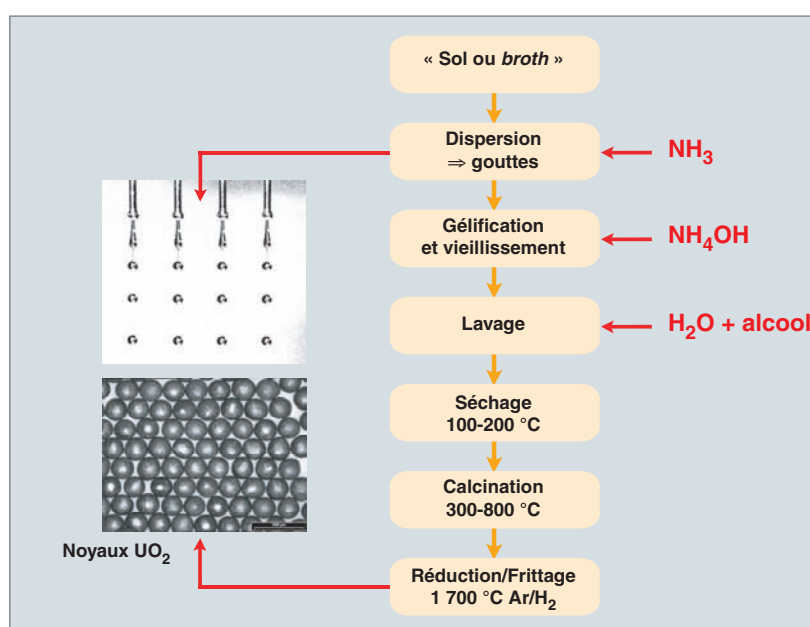 « Sol ou broth »
Dispersion
⇒ gouttes
NH3
Gélification
et vieillissement
NH4OH
Lavage
H2O + alcool
Séchage
100-200 °C
Calcination
300-800 °C
Noyaux UO2
Réduction/Frittage
1 700 °C Ar/H2